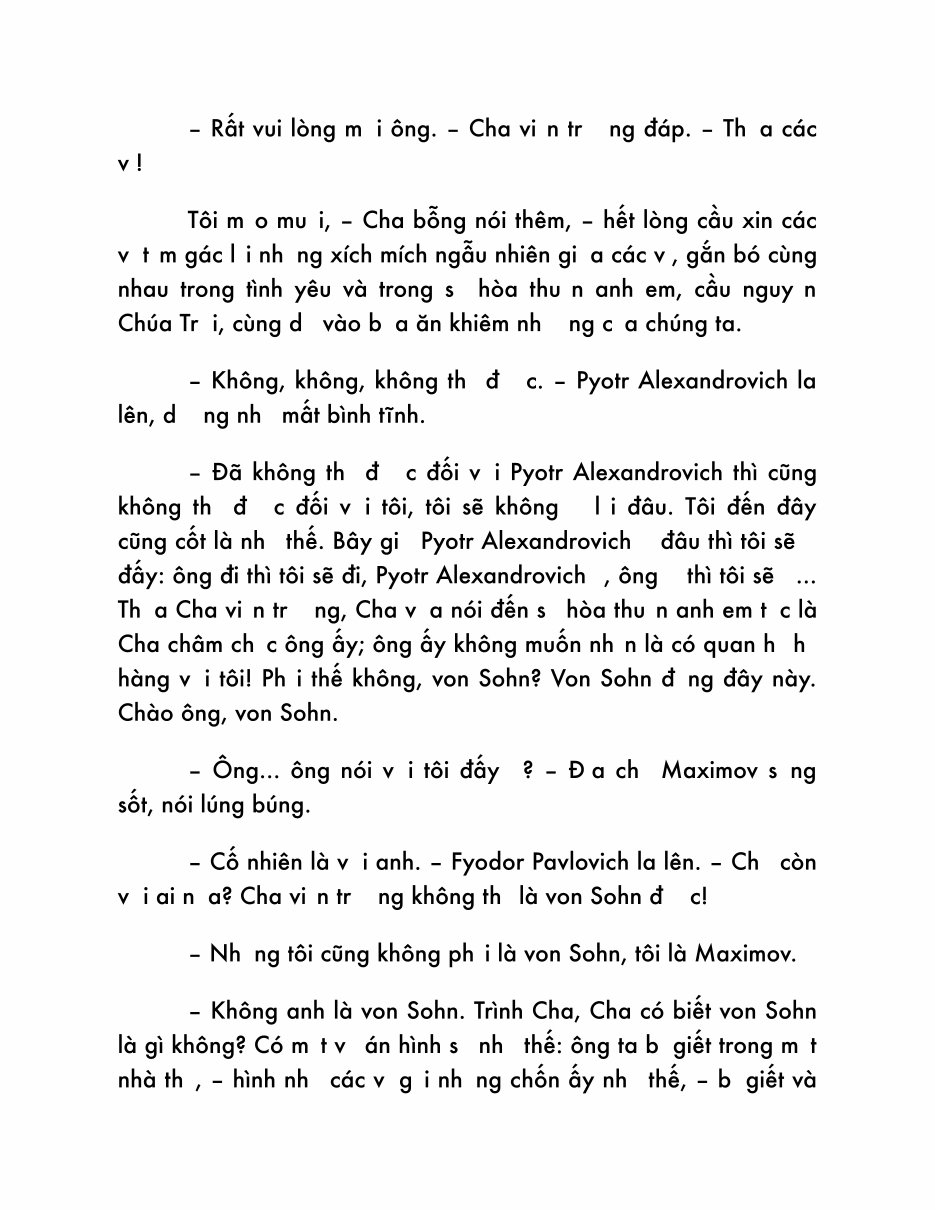 – Rất vui lòng m i ông. – Cha vi n tr ng đáp. – Th a các
v !
Tôi m o mu i, – Cha bỗng nói thêm, – hết lòng cầu xin các
v t m gác l i nh ng xích mích ngẫu nhiên gi a các v , gắn bó cùng
nhau trong tình yêu và trong s hòa thu n anh em, cầu nguy n
Chúa Tr i, cùng d vào b a ăn khiêm nh ng c a chúng ta.
– Không, không, không th đ c. – Pyotr Alexandrovich la
lên, d ng nh mất bình tĩnh.
– Đã không th đ c đối v i Pyotr Alexandrovich thì cũng
không th đ c đối v i tôi, tôi sẽ không l i đâu. Tôi đến đây
cũng cốt là nh thế. Bây gi Pyotr Alexandrovich đâu thì tôi sẽ
đấy: ông đi thì tôi sẽ đi, Pyotr Alexandrovich , ông thì tôi sẽ ...
Th a Cha vi n tr ng, Cha v a nói đến s hòa thu n anh em t c là
Cha châm ch c ông ấy; ông ấy không muốn nh n là có quan h h
hàng v i tôi! Ph i thế không, von Sohn? Von Sohn đ ng đây này.
Chào ông, von Sohn.
– Ông... ông nói v i tôi đấy ? – Đ a ch Maximov s ng
sốt, nói lúng búng.
– Cố nhiên là v i anh. – Fyodor Pavlovich la lên. – Ch còn
v i ai n a? Cha vi n tr ng không th là von Sohn đ c!
– Nh ng tôi cũng không ph i là von Sohn, tôi là Maximov.
– Không anh là von Sohn. Trình Cha, Cha có biết von Sohn
là gì không? Có m t v án hình s nh thế: ông ta b giết trong m t
nhà th , – hình nh các v g i nh ng chốn ấy nh thế, – b giết và